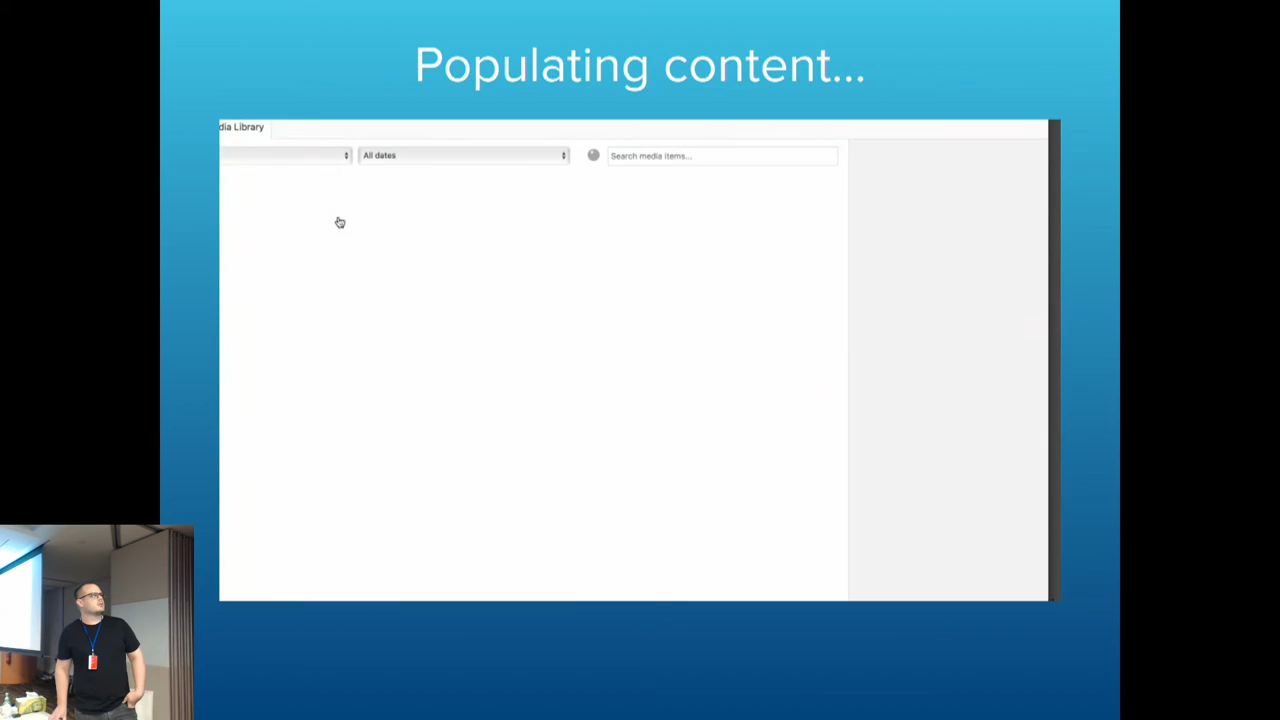 Populating content...
dia Library
All dates
Search media items...